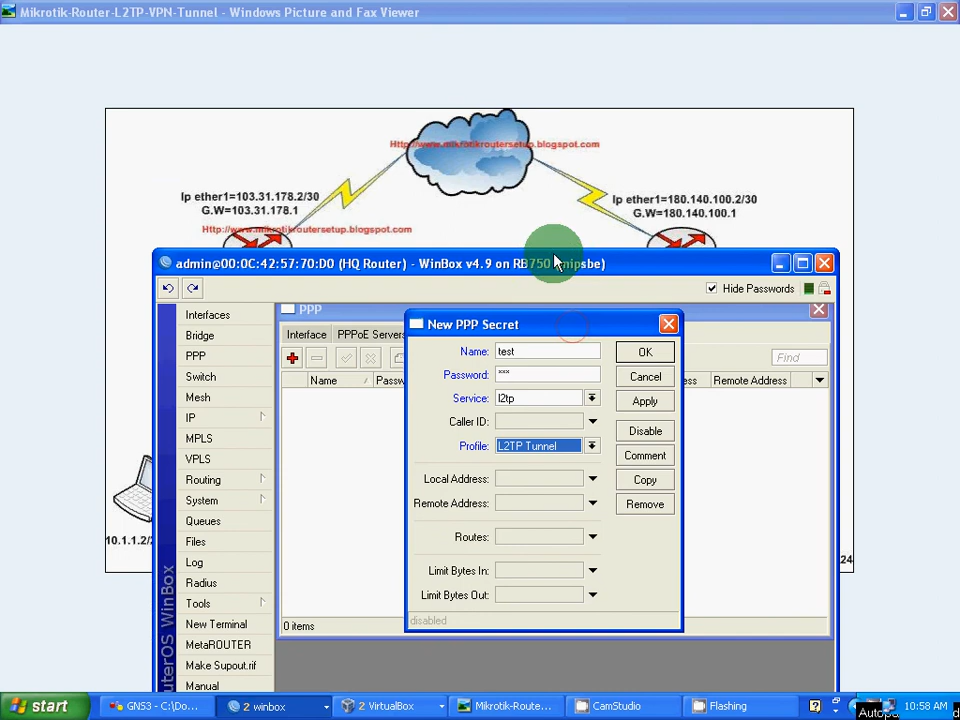 Mikrotik-Router-L2TP-VPN-Tunnel - Windows Picture and Fax Viewer
Http://www.mikrotikroutersetup.blogspot.com
Ip ether1=103.31.178.2/30
G.W=103.31.178.1
Ip ether1=180.140.100.2/30
G.W=180.140.100.1
Http://www.mikrotikroutersetup.blogspot.com
admin@00:0C:42:57:70:D0 (HQ Router) - WinBox v4.9 on RB750 (mipsbe)
Hide Passwords
Interfaces
Bridge
PPP
Switch
Mesh
IP
MPLS
VPLS
Routing
System
Queues
Files
Log
Radius
Tools
New Terminal
MetaROUTER
Make Supout.rif
Manual
RouterOS WinBox
PPP
Interface
PPPoE Servers
Find
Name
Passw
ess
Remote Address
0 items
New PPP Secret
Name: test
Password: ***
Service: l2tp
Caller ID:
Profile: L2TP Tunnel
Local Address:
Remote Address:
Routes:
Limit Bytes In:
Limit Bytes Out:
disabled
OK
Cancel
Apply
Disable
Comment
Copy
Remove
10.1.1.2/2
24
start
GNS3 - C:\Do...
2 winbox
2 VirtualBox
Mikrotik-Route...
CamStudio
Flashing
10:58 AM